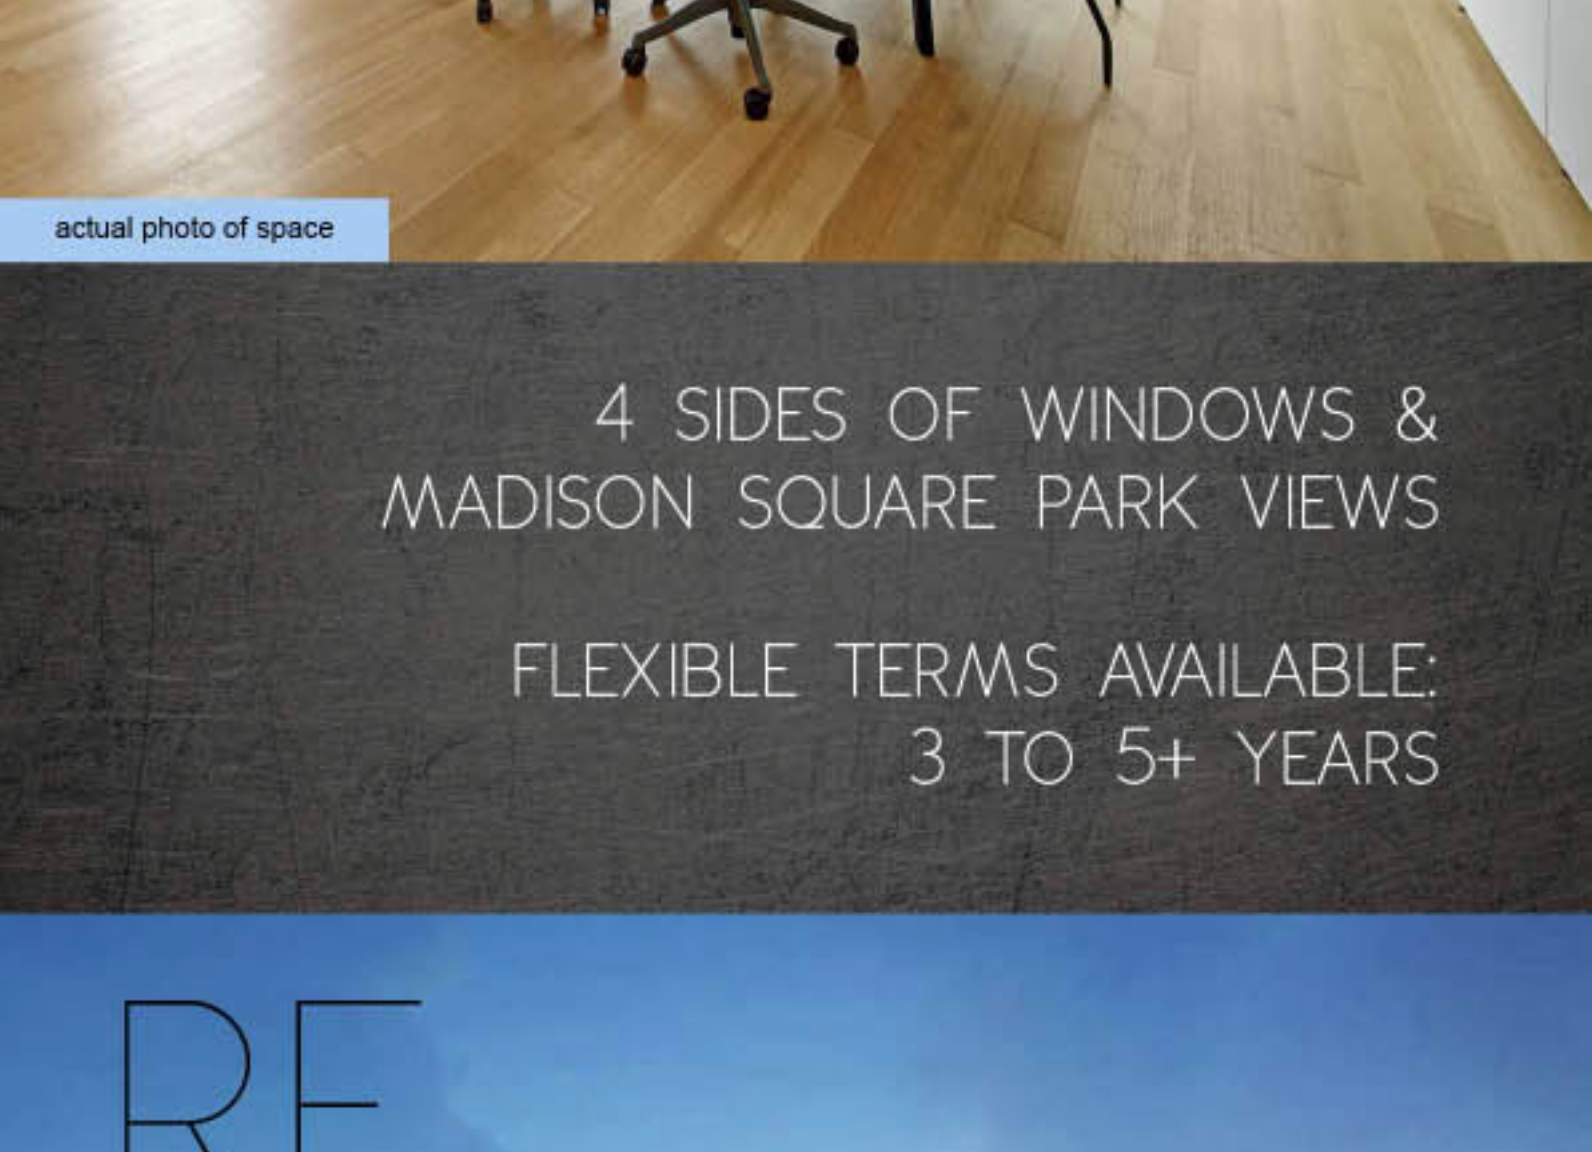 actual photo of space
4 SIDES OF WINDOWS &
MADISON SQUARE PARK VIEWS
FLEXIBLE TERMS AVAILABLE:
3 TO 5+ YEARS